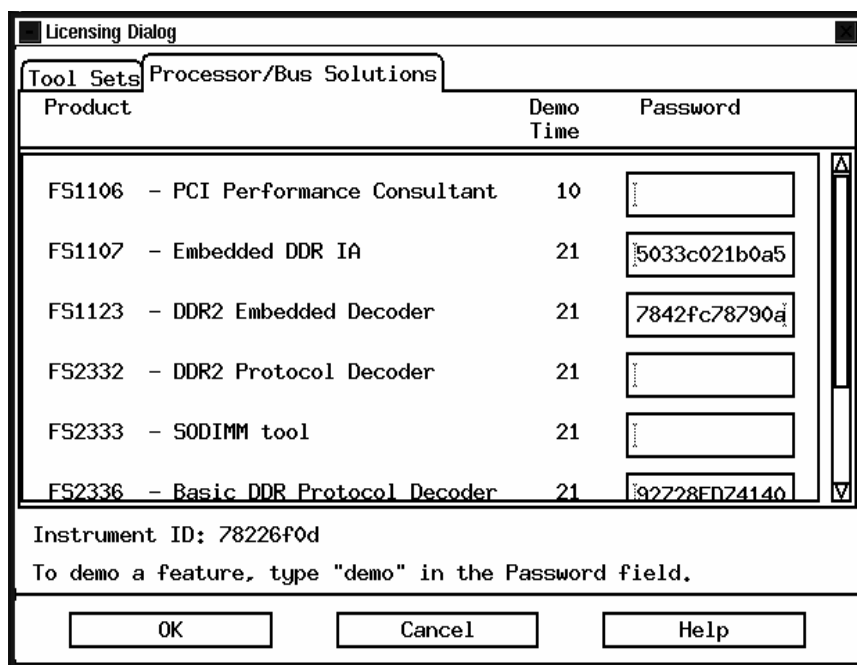 Licensing Dialog
Tool Sets Processor/Bus Solutions
Product Demo Time Password
FS1106 - PCI Performance Consultant 10
FS1107 - Embedded DDR IA 21 5033c021b0a5
FS1123 - DDR2 Embedded Decoder 21 7842fc78790a
FS2332 - DDR2 Protocol Decoder 21
FS2333 - SODIMM tool 21
FS2336 - Basic DDR Protocol Decoder 21 92728ED74140
Instrument ID: 78226f0d
To demo a feature, type "demo" in the Password field.
OK Cancel Help